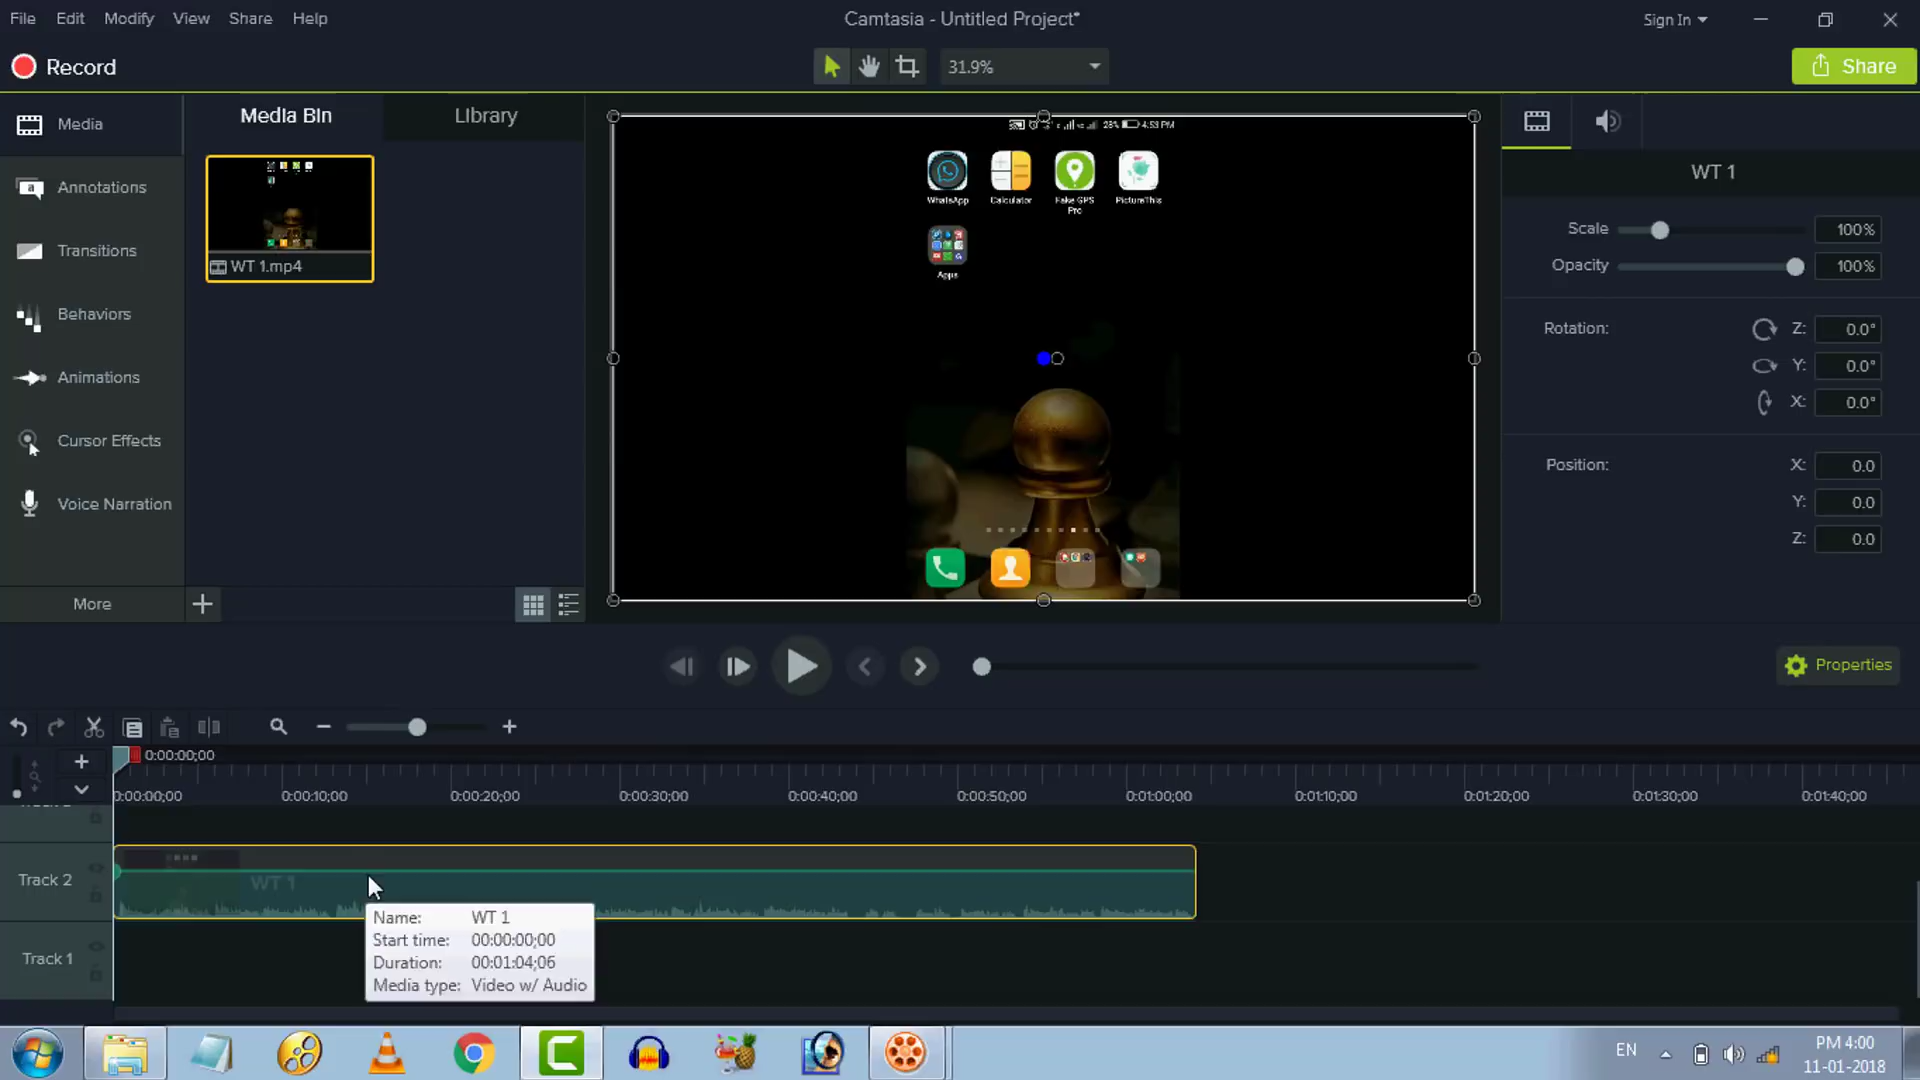 File Edit Modify View Share Help
Camtasia - Untitled Project*
Sign In
Record
31.9%
Share
Media
Annotations
Transitions
Behaviors
Animations
Cursor Effects
Voice Narration
More
Media Bin
Library
WT 1.mp4
28% 4:53 PM
WhatsApp Calculator Fake GPS Pro PictureThis
Apps
WT 1
Scale 100%
Opacity 100%
Rotation: Z: 0.0°
Y: 0.0°
X: 0.0°
Position: X: 0.0
Y: 0.0
Z: 0.0
Properties
0:00:00;00
0:00:00;00 0:00:10;00 0:00:20;00 0:00:30;00 0:00:40;00 0:00:50;00 0:01:00;00 0:01:10;00 0:01:20;00 0:01:30;00 0:01:40;00
Track 2
WT 1
Name: WT 1
Start time: 00:00:00;00
Duration: 00:01:04;06
Media type: Video w/ Audio
Track 1
EN
PM 4:00
11-01-2018